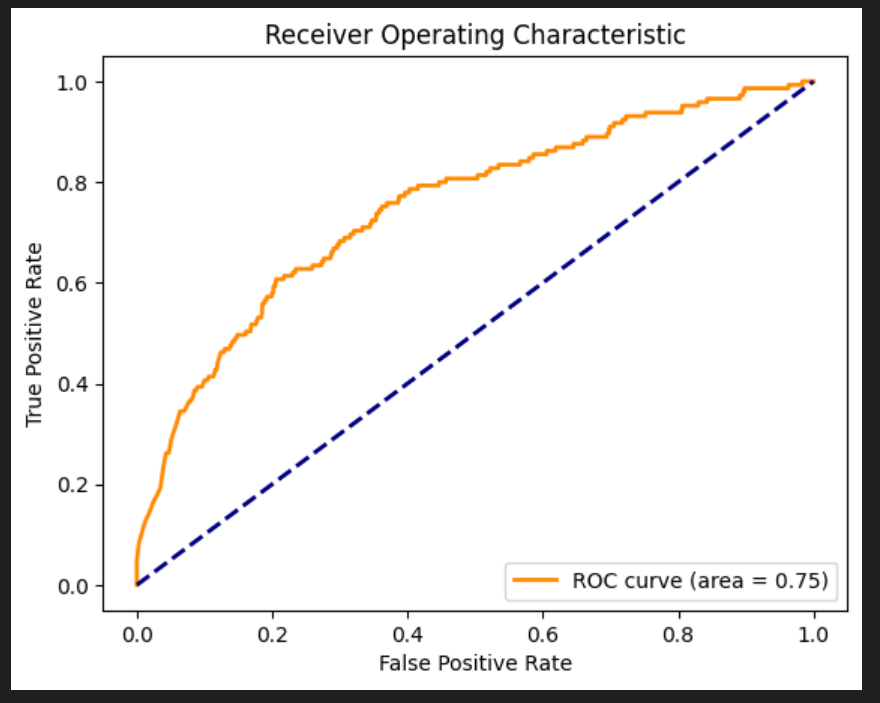 Receiver Operating Characteristic
True Positive Rate
1.0
0.8
0.6
0.4
0.2
0.0
ROC curve (area = 0.75)
0.0 0.2 0.4 0.6 0.8 1.0
False Positive Rate